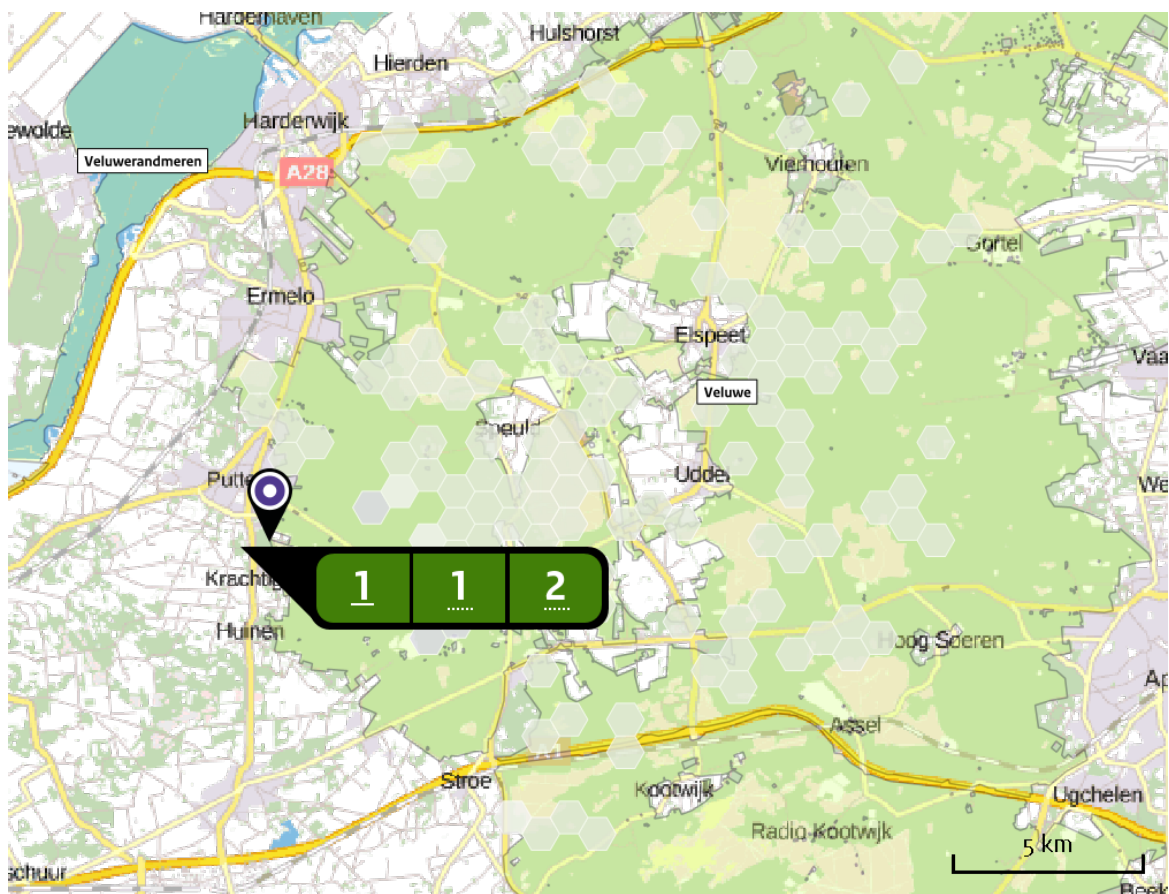 Harderhaven
Hulshorst
Hierden
Harderwijk
ewolde
Veluwerandmeren
A28
Vierhouten
Gortel
Ermelo
Elspeet
Vaa
Veluwe
Speuld
Putte
Uddel
We
1 1 2
Krachtig
Huinen
Hoog Soeren
Ap
Assel
Stroe
Kootwijk
Ugchelen
Radio Kootwijk
5 km
schuur
Beek